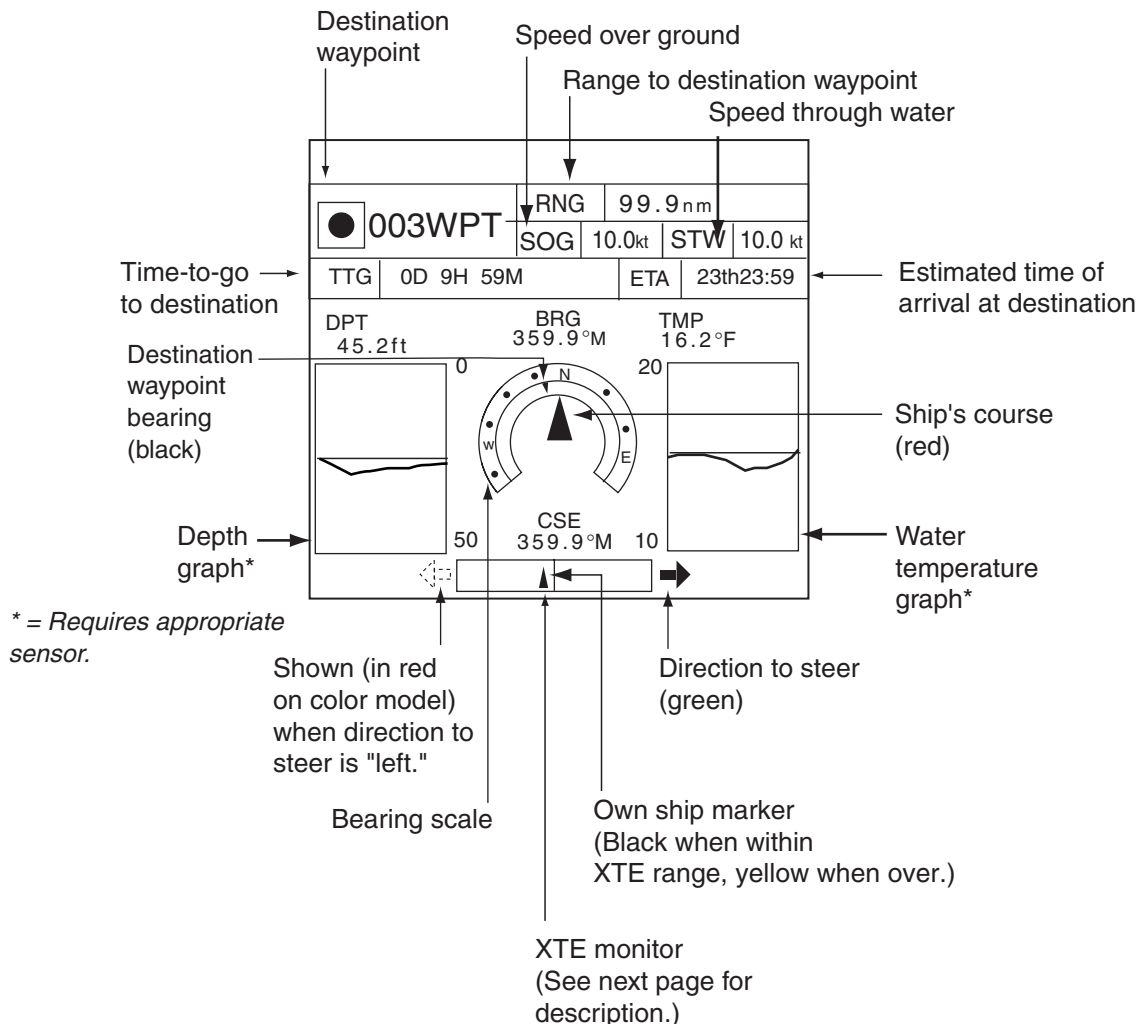 Destination
waypoint
Speed over ground
Range to destination waypoint
Speed through water
RNG 99.9nm
003WPT
SOG 10.0kt STW 10.0 kt
Time-to-go
to destination
TTG 0D 9H 59M ETA 23th23:59
Estimated time of
arrival at destination
DPT
45.2ft
BRG
359.9°M
TMP
16.2°F
Destination
waypoint
bearing
(black)
0
20
N
W
E
Ship's course
(red)
Depth
graph*
50
CSE
359.9°M
10
Water
temperature
graph*
* = Requires appropriate
sensor.
Shown (in red
on color model)
when direction to
steer is "left."
Direction to steer
(green)
Bearing scale
Own ship marker
(Black when within
XTE range, yellow when over.)
XTE monitor
(See next page for
description.)